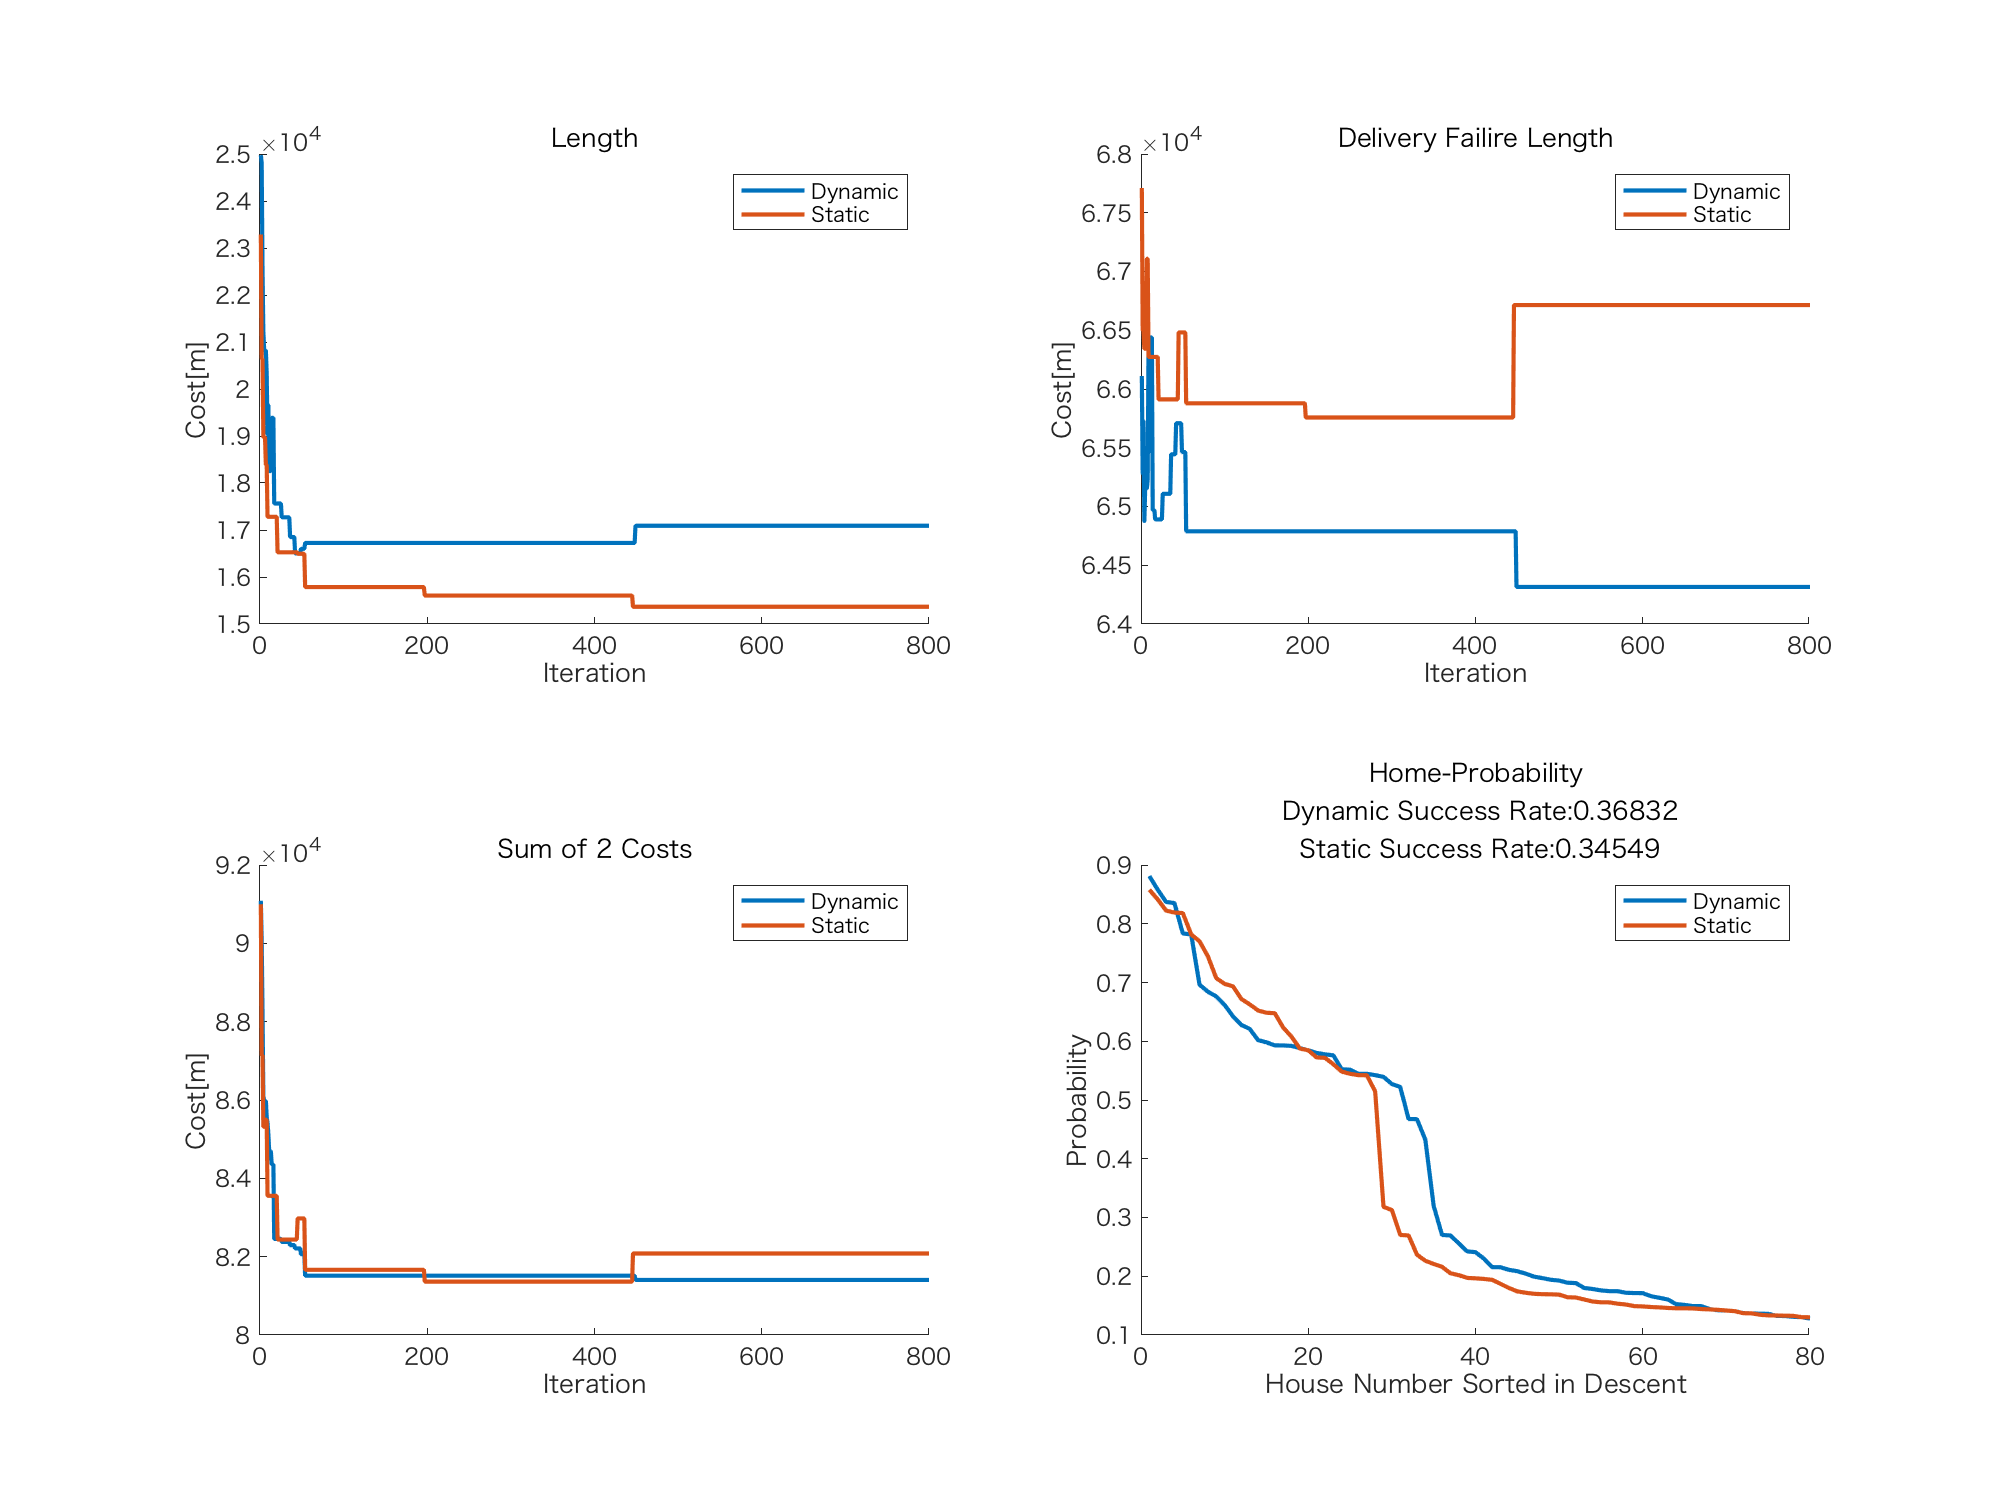 Length
×10^4
2.5
2.4
2.3
2.2
2.1
2
1.9
1.8
1.7
1.6
1.5
Cost[m]
0 200 400 600 800
Iteration
Dynamic
Static
Delivery Failire Length
×10^4
6.8
6.75
6.7
6.65
6.6
6.55
6.5
6.45
6.4
Cost[m]
0 200 400 600 800
Iteration
Dynamic
Static
Sum of 2 Costs
×10^4
9.2
9
8.8
8.6
8.4
8.2
8
Cost[m]
0 200 400 600 800
Iteration
Dynamic
Static
Home-Probability
Dynamic Success Rate:0.36832
Static Success Rate:0.34549
0.9
0.8
0.7
0.6
0.5
0.4
0.3
0.2
0.1
Probability
0 20 40 60 80
House Number Sorted in Descent
Dynamic
Static